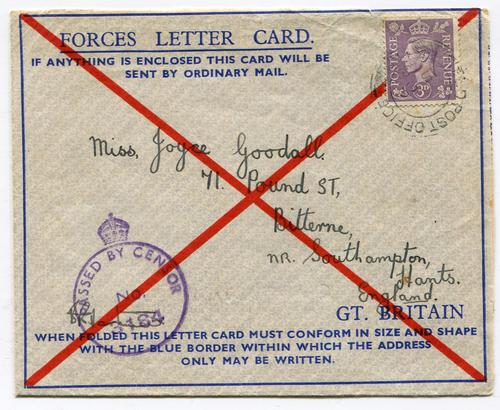 FORCES LETTER CARD.
IF ANYTHING IS ENCLOSED THIS CARD WILL BE
SENT BY ORDINARY MAIL.
POSTAGE REVENUE
3D
POST OFFICE
Miss, Joyce Goodall.
71. Pound ST,
Bitterne,
NR. Southampton,
Hants.
England.
GT. BRITAIN
PASSED BY CENSOR
No.
3184
WHEN FOLDED THIS LETTER CARD MUST CONFORM IN SIZE AND SHAPE
WITH THE BLUE BORDER WITHIN WHICH THE ADDRESS
ONLY MAY BE WRITTEN.